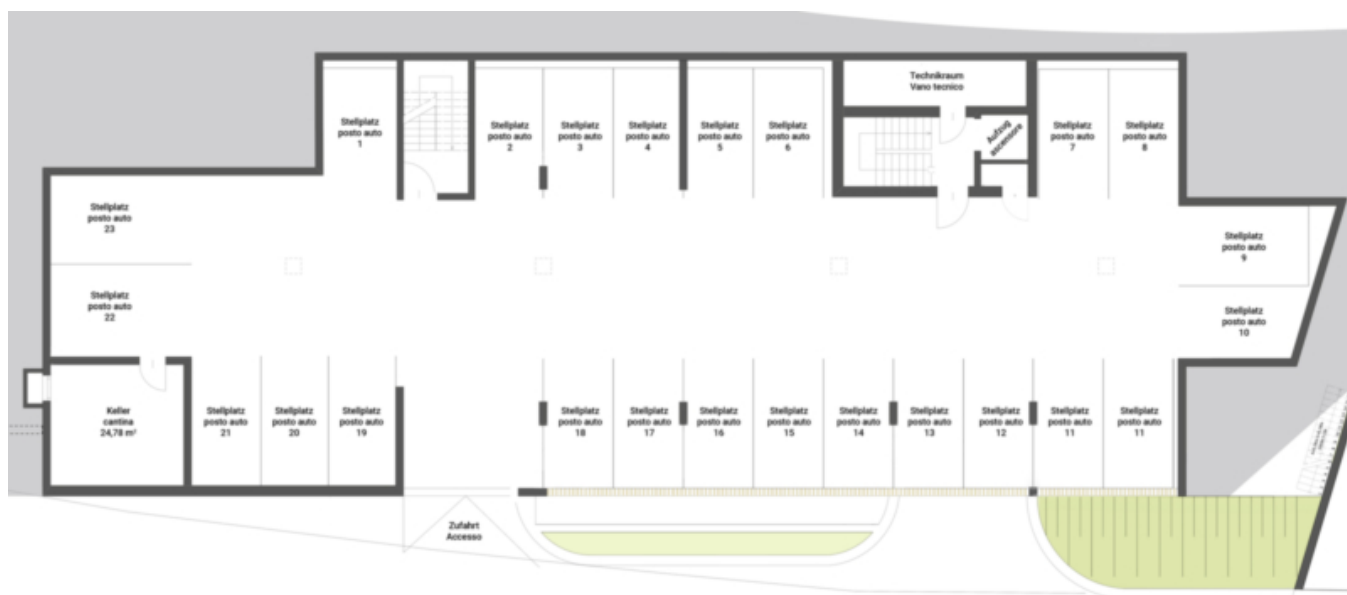 Technikraum
Vano tecnico
Stellplatz
posto auto
1
Stellplatz
posto auto
2
Stellplatz
posto auto
3
Stellplatz
posto auto
4
Stellplatz
posto auto
5
Stellplatz
posto auto
6
Aufzug
ascensore
Stellplatz
posto auto
7
Stellplatz
posto auto
8
Stellplatz
posto auto
23
Stellplatz
posto auto
9
Stellplatz
posto auto
22
Stellplatz
posto auto
10
Keller
cantina
24,78 m²
Stellplatz
posto auto
21
Stellplatz
posto auto
20
Stellplatz
posto auto
19
Stellplatz
posto auto
18
Stellplatz
posto auto
17
Stellplatz
posto auto
16
Stellplatz
posto auto
15
Stellplatz
posto auto
14
Stellplatz
posto auto
13
Stellplatz
posto auto
12
Stellplatz
posto auto
11
Stellplatz
posto auto
11
Zufahrt
Accesso